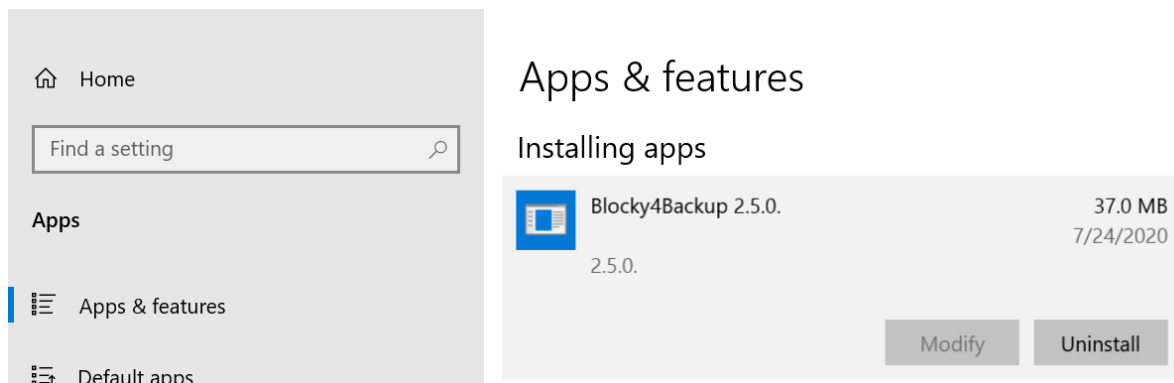 Home
Find a setting
Apps
Apps & features
Default apps
Apps & features
Installing apps
Blocky4Backup 2.5.0.
37.0 MB
7/24/2020
2.5.0.
Modify
Uninstall